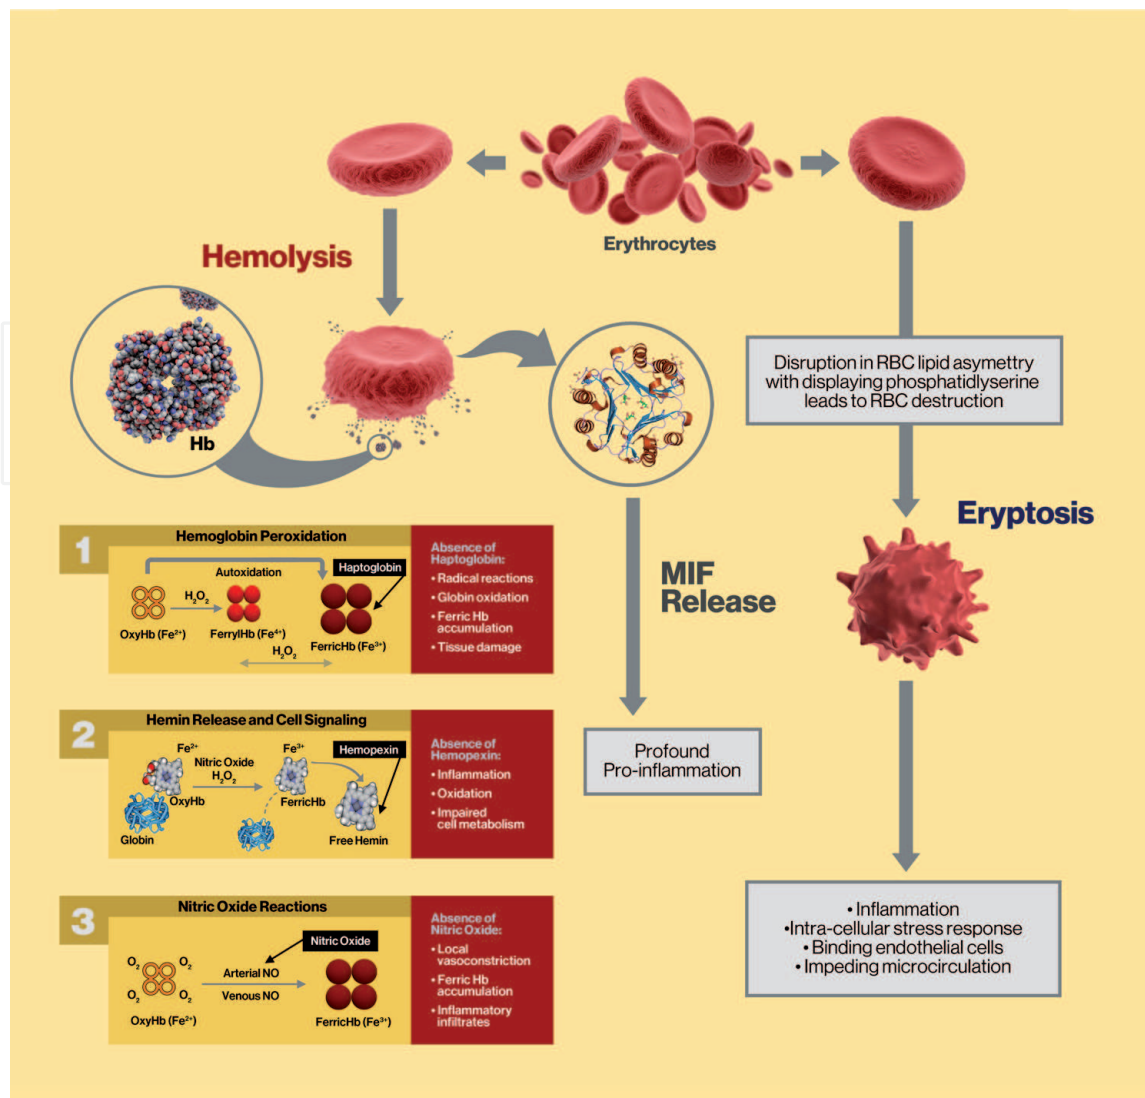 Erythrocytes
Hemolysis
Hb
Disruption in RBC lipid asymettry
with displaying phosphatidlyserine
leads to RBC destruction
Eryptosis
MIF
Release
Profound
Pro-inflammation
• Inflammation
•Intra-cellular stress response
• Binding endothelial cells
• Impeding microcirculation
1
Hemoglobin Peroxidation
Autoxidation
Haptoglobin
H₂O₂
OxyHb (Fe²⁺)
FerrylHb (Fe⁴⁺)
FerricHb (Fe³⁺)
H₂O₂
Absence of
Haptoglobin:
• Radical reactions
• Globin oxidation
• Ferric Hb
accumulation
• Tissue damage
2
Hemin Release and Cell Signaling
Fe²⁺
Nitric Oxide
H₂O₂
Fe³⁺
Hemopexin
OxyHb
FerricHb
Globin
Free Hemin
Absence of
Hemopexin:
• Inflammation
• Oxidation
• Impaired
cell metabolism
3
Nitric Oxide Reactions
Nitric Oxide
O₂ O₂
O₂ O₂
Arterial NO
Venous NO
OxyHb (Fe²⁺)
FerricHb (Fe³⁺)
Absence of
Nitric Oxide:
• Local
vasoconstriction
• Ferric Hb
accumulation
• Inflammatory
infiltrates